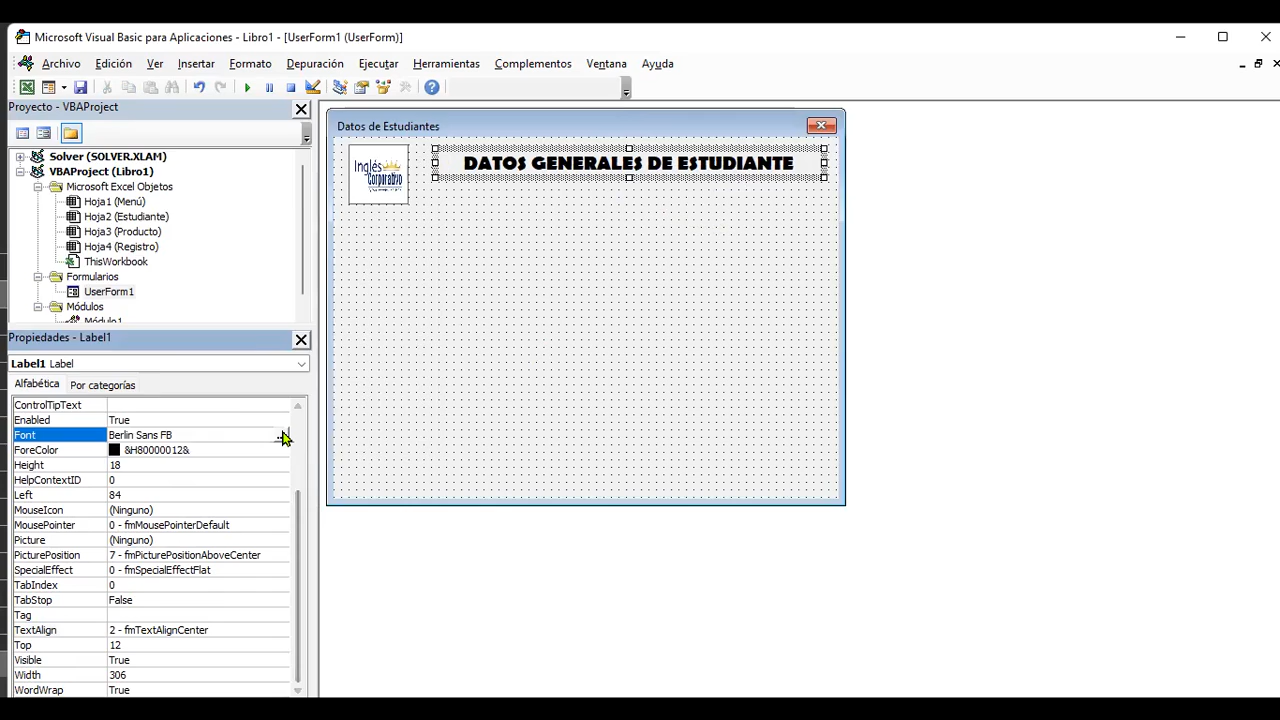 Microsoft Visual Basic para Aplicaciones - Libro1 - [UserForm1 (UserForm)]
Archivo Edición Ver Insertar Formato Depuración Ejecutar Herramientas Complementos Ventana Ayuda
Proyecto - VBAProject
Solver (SOLVER.XLAM)
VBAProject (Libro1)
Microsoft Excel Objetos
Hoja1 (Menú)
Hoja2 (Estudiante)
Hoja3 (Producto)
Hoja4 (Registro)
ThisWorkbook
Formularios
UserForm1
Módulos
Módulo1
Propiedades - Label1
Label1 Label
Alfabética Por categorías
ControlTipText
Enabled True
Font Berlin Sans FB
ForeColor &H80000012&
Height 18
HelpContextID 0
Left 84
MouseIcon (Ninguno)
MousePointer 0 - fmMousePointerDefault
Picture (Ninguno)
PicturePosition 7 - fmPicturePositionAboveCenter
SpecialEffect 0 - fmSpecialEffectFlat
TabIndex 0
TabStop False
Tag
TextAlign 2 - fmTextAlignCenter
Top 12
Visible True
Width 306
WordWrap True
Datos de Estudiantes
Inglés
Corporativo
DATOS GENERALES DE ESTUDIANTE